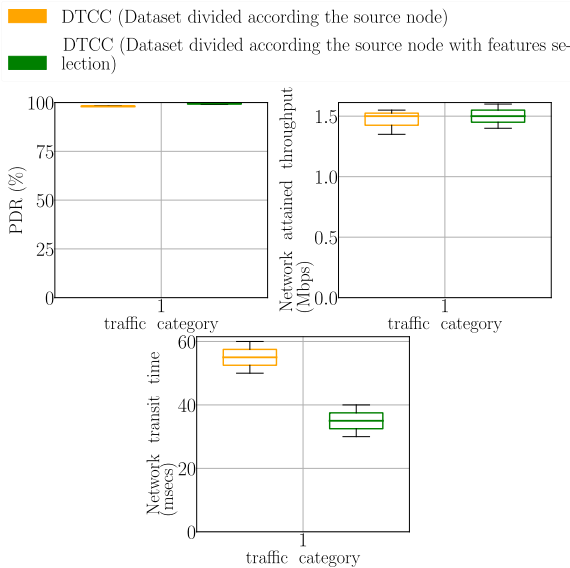 DTCC (Dataset divided according the source node)
DTCC (Dataset divided according the source node with features se-
lection)
100
75
50
25
0
PDR (%)
1
traffic category
1.5
1.0
0.5
0.0
Network attained throughput
(Mbps)
1
traffic category
60
40
20
0
Network transit time
(msecs)
1
traffic category